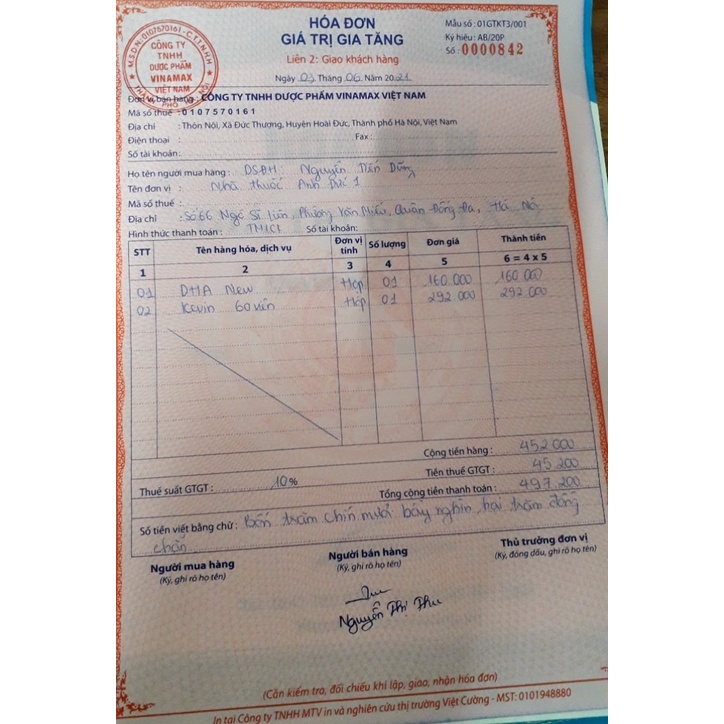 HÓA ĐƠN
GIÁ TRỊ GIA TĂNG
Liên 2: Giao khách hàng
Ngày 03 Tháng 06 Năm 2021
Mẫu số : 01GTKT3/001
Ký hiệu: AB/20P
Số : 0000842
M.S.D.N:0107570161-C.T.T.N.H.H
CÔNG TY
TNHH
DƯỢC PHẨM
VINAMAX
VIỆT NAM
THÀNH PHỐ HÀ NỘI
Đơn vị bán hàng : CÔNG TY TNHH DƯỢC PHẨM VINAMAX VIỆT NAM
Mã số thuế : 0107570161
Địa chỉ : Thôn Nội, Xã Đức Thượng, Huyện Hoài Đức, Thành phố Hà Nội, Việt Nam
Điện thoại : Fax :
Số tài khoản:
Họ tên người mua hàng : DSĐH Nguyễn Tiến Dũng
Tên đơn vị : Nhà thuốc Anh Đức 1
Mã số thuế :
Địa chỉ : Số 66 Ngô Sĩ Liên, Phường Văn Miếu, Quận Đống Đa, Hà Nội
Hình thức thanh toán : TM/CK Số tài khoản:
STT Tên hàng hóa, dịch vụ Đơn vị tính Số lượng Đơn giá Thành tiền
1 2 3 4 5 6 = 4 x 5
01 DHA New Hộp 01 160 000 160 000
02 Kevin 60 viên Hộp 01 292 000 292 000
Cộng tiền hàng : 452 000
Thuế suất GTGT : 10% Tiền thuế GTGT : 45 200
Tổng cộng tiền thanh toán : 497 200
Số tiền viết bằng chữ : Bốn trăm chín mươi bảy nghìn, hai trăm đồng
chẵn
Người mua hàng Người bán hàng Thủ trưởng đơn vị
(Ký, ghi rõ họ tên) (Ký, ghi rõ họ tên) (Ký, đóng dấu, ghi rõ họ tên)
Nguyễn Thị Thu
(Cần kiểm tra, đối chiếu khi lập, giao, nhận hóa đơn)
In tại Công ty TNHH MTV in và nghiên cứu thị trường Việt Cường - MST: 0101948880